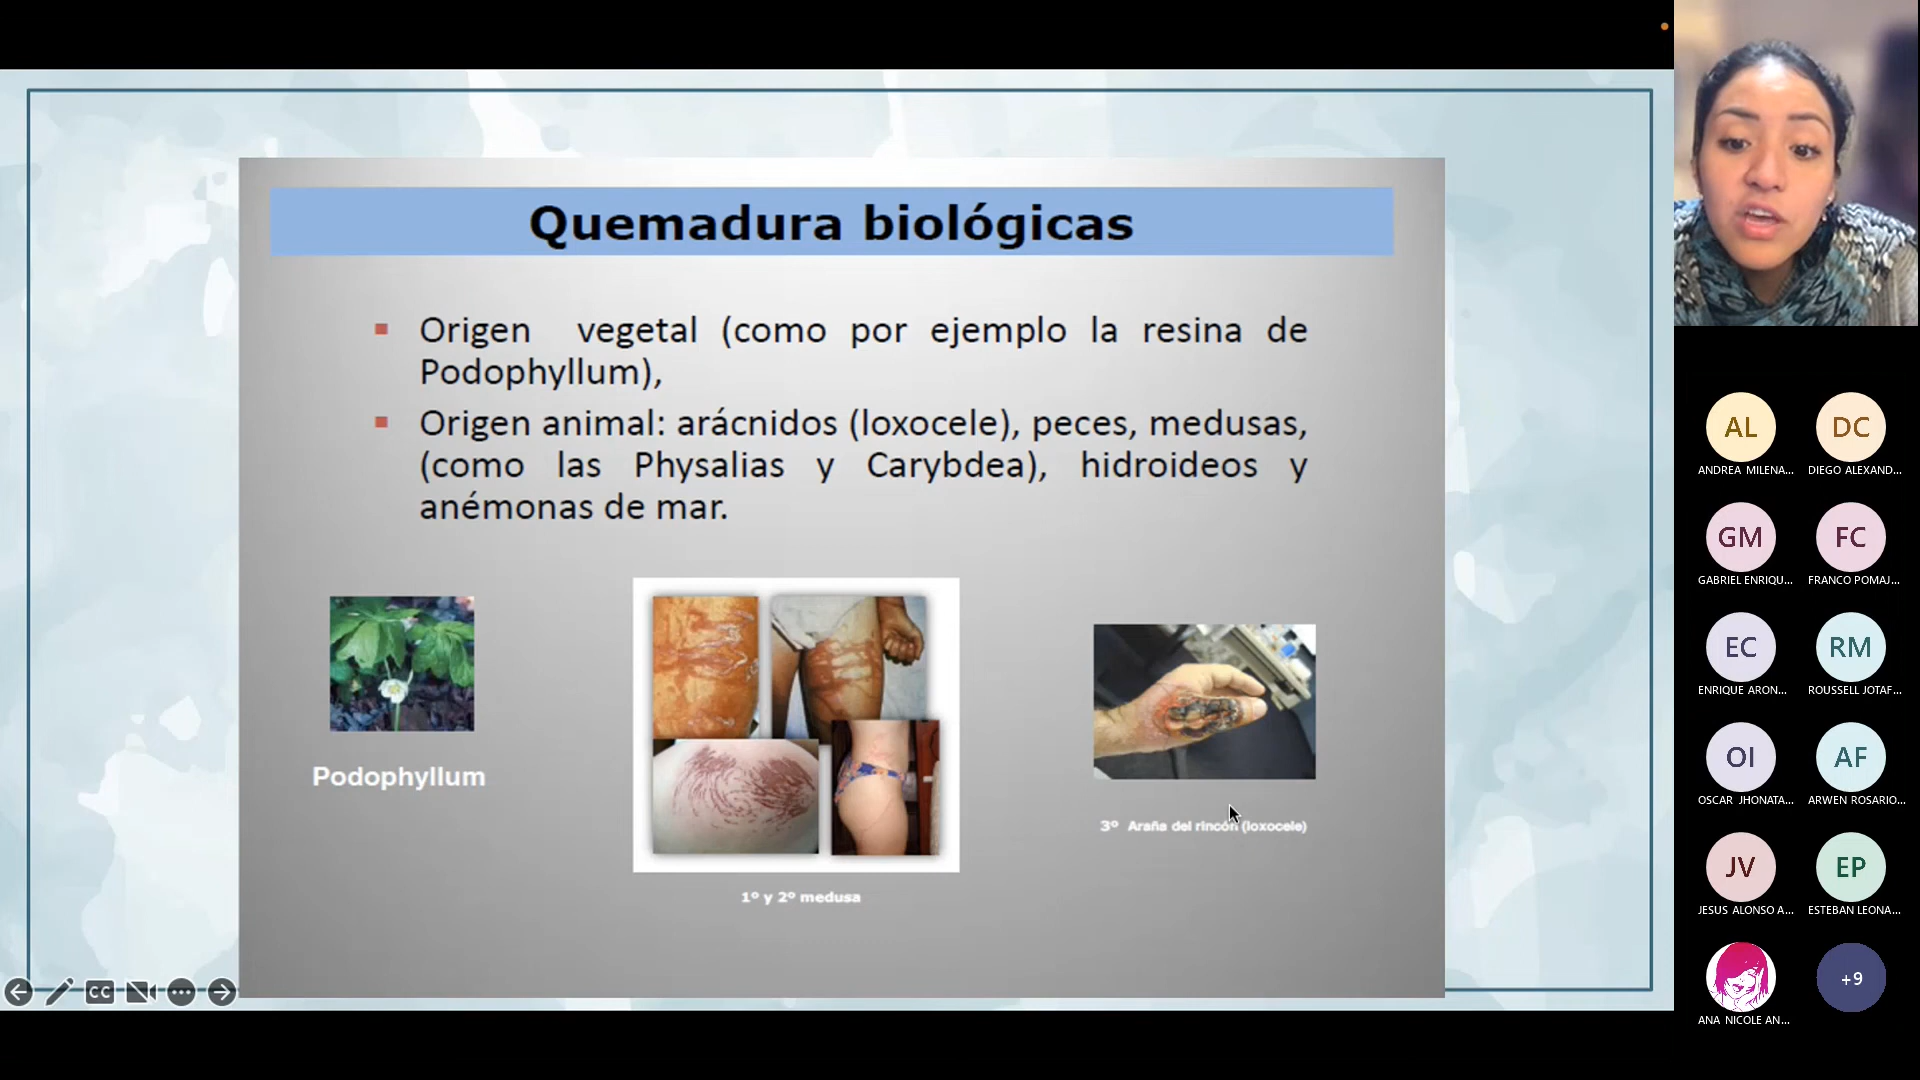 Quemadura biológicas
▪ Origen vegetal (como por ejemplo la resina de
Podophyllum),
▪ Origen animal: arácnidos (loxocele), peces, medusas,
(como las Physalias y Carybdea), hidroideos y
anémonas de mar.
Podophyllum
1º y 2º medusa
3º Araña del rincón (loxocele)
CC
AL
DC
ANDREA MILENA...
DIEGO ALEXAND...
GM
FC
GABRIEL ENRIQU...
FRANCO POMAJ...
EC
RM
ENRIQUE ARON...
ROUSSELL JOTAF...
OI
AF
OSCAR JHONATA...
ARWEN ROSARIO...
JV
EP
JESUS ALONSO A...
ESTEBAN LEONA...
+9
ANA NICOLE AN...